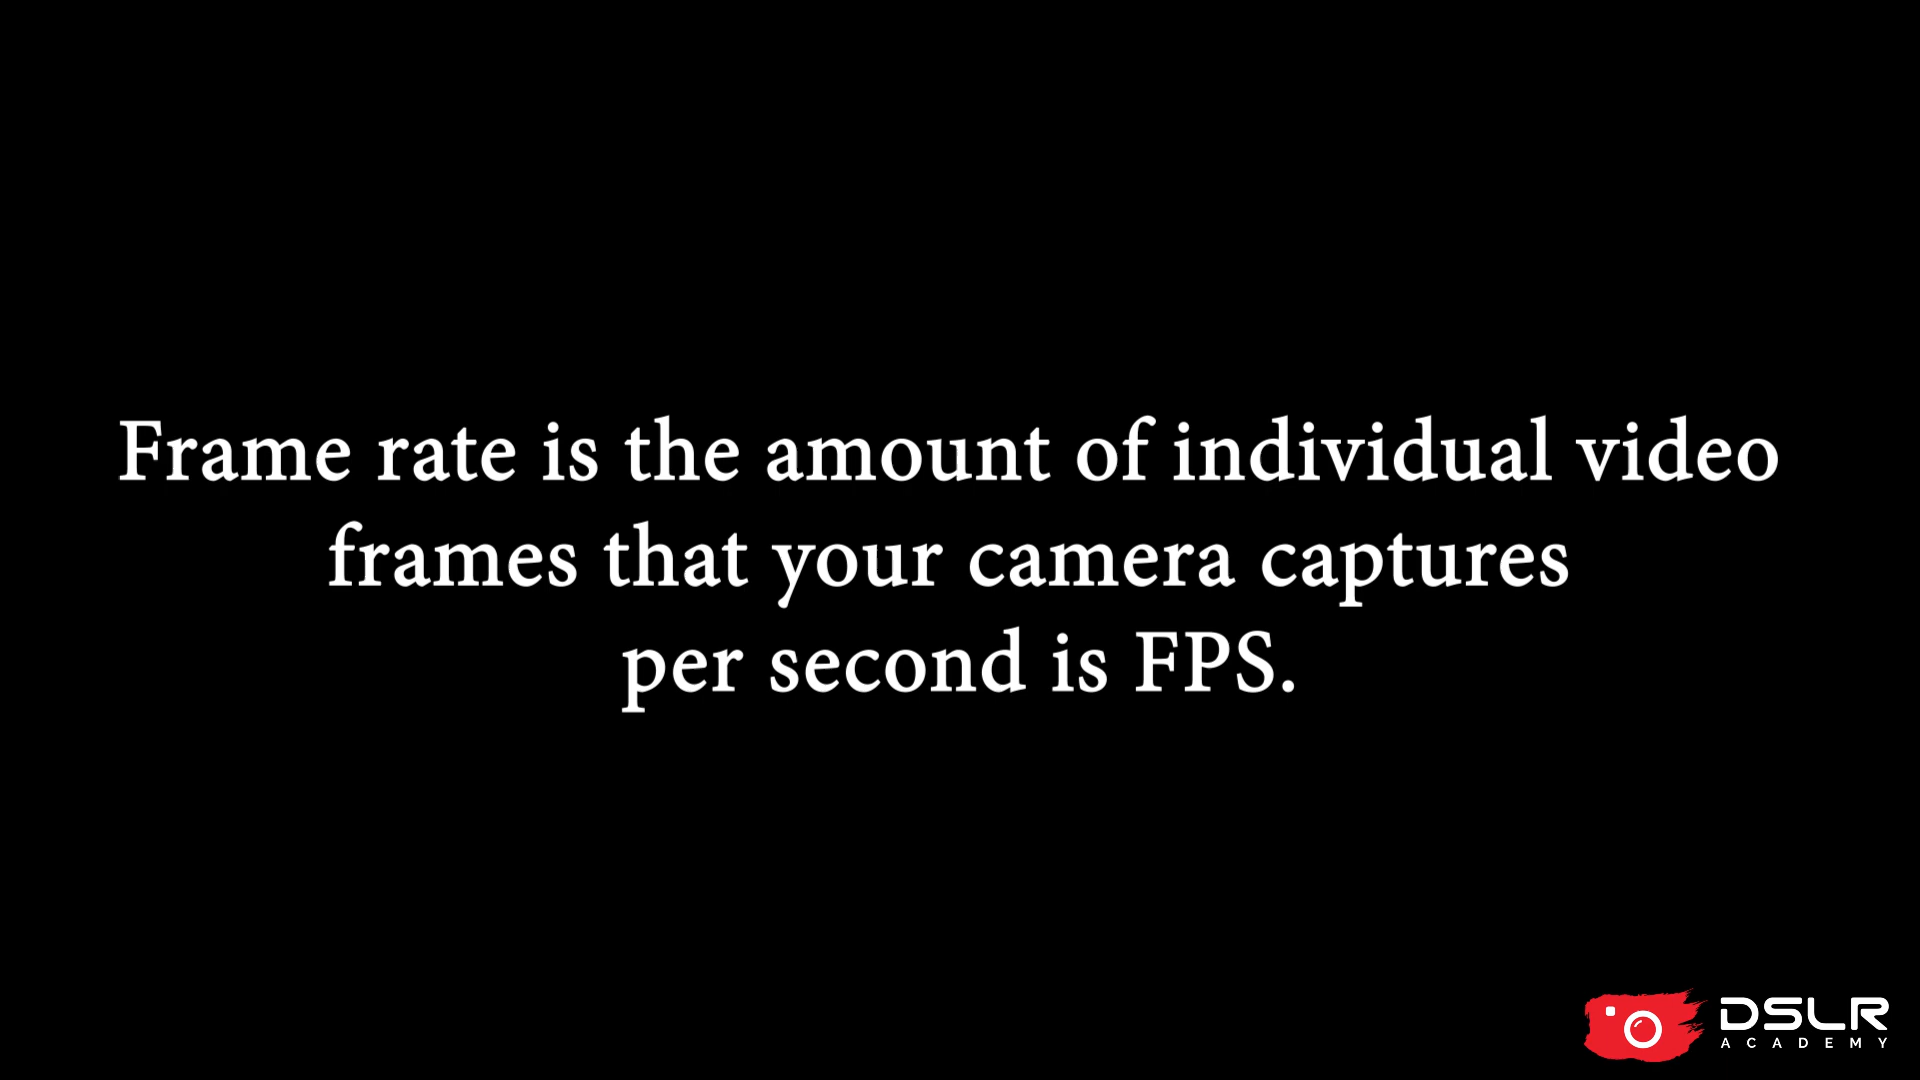 Frame rate is the amount of individual video
frames that your camera captures
per second is FPS.
DSLR
ACADEMY